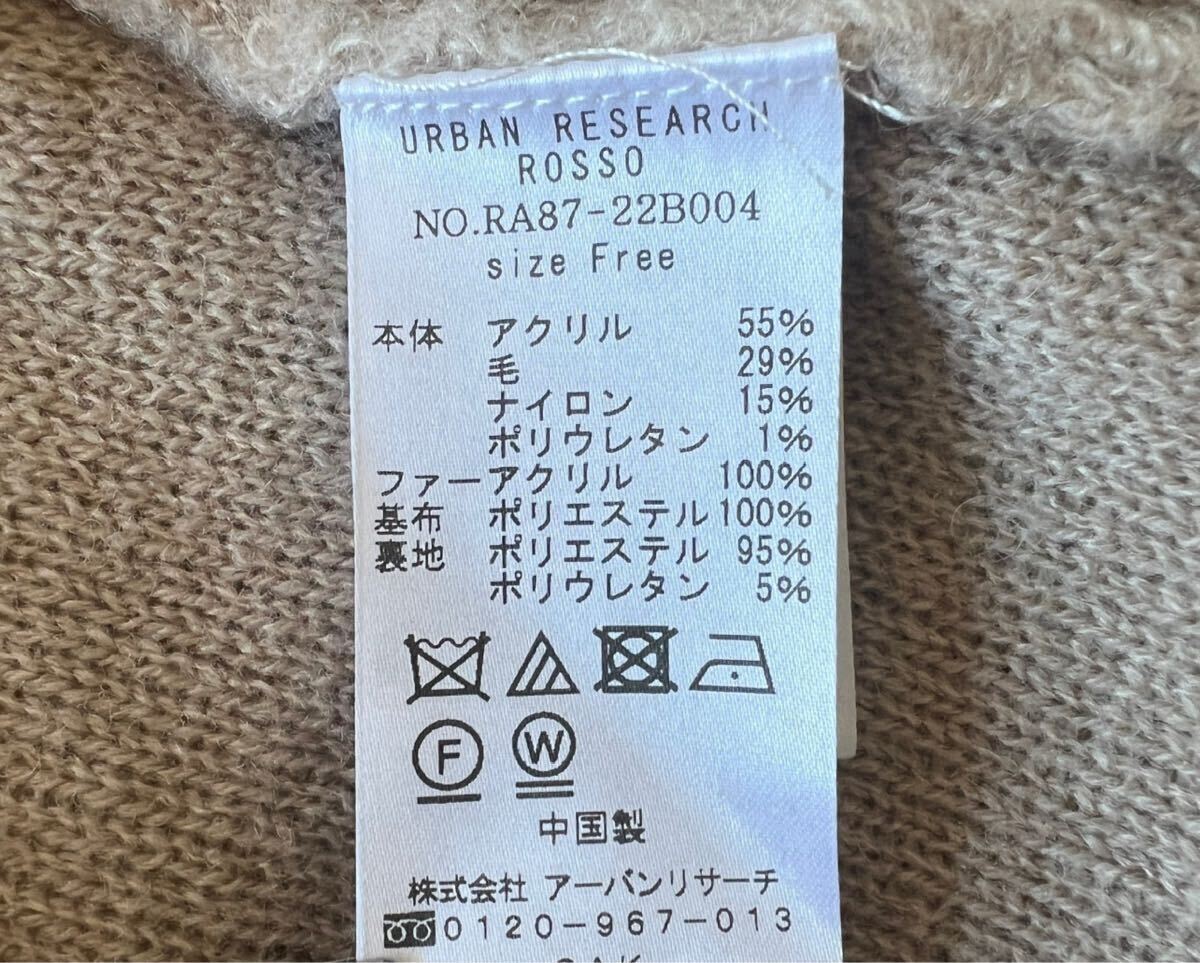 URBAN RESEARCH
ROSSO
NO.RA87-22B004
size Free
本体 アクリル 55%
毛 29%
ナイロン 15%
ポリウレタン 1%
ファーアクリル 100%
基布 ポリエステル 100%
裏地 ポリエステル 95%
ポリウレタン 5%
F W
中国製
株式会社 アーバンリサーチ
0120-967-013